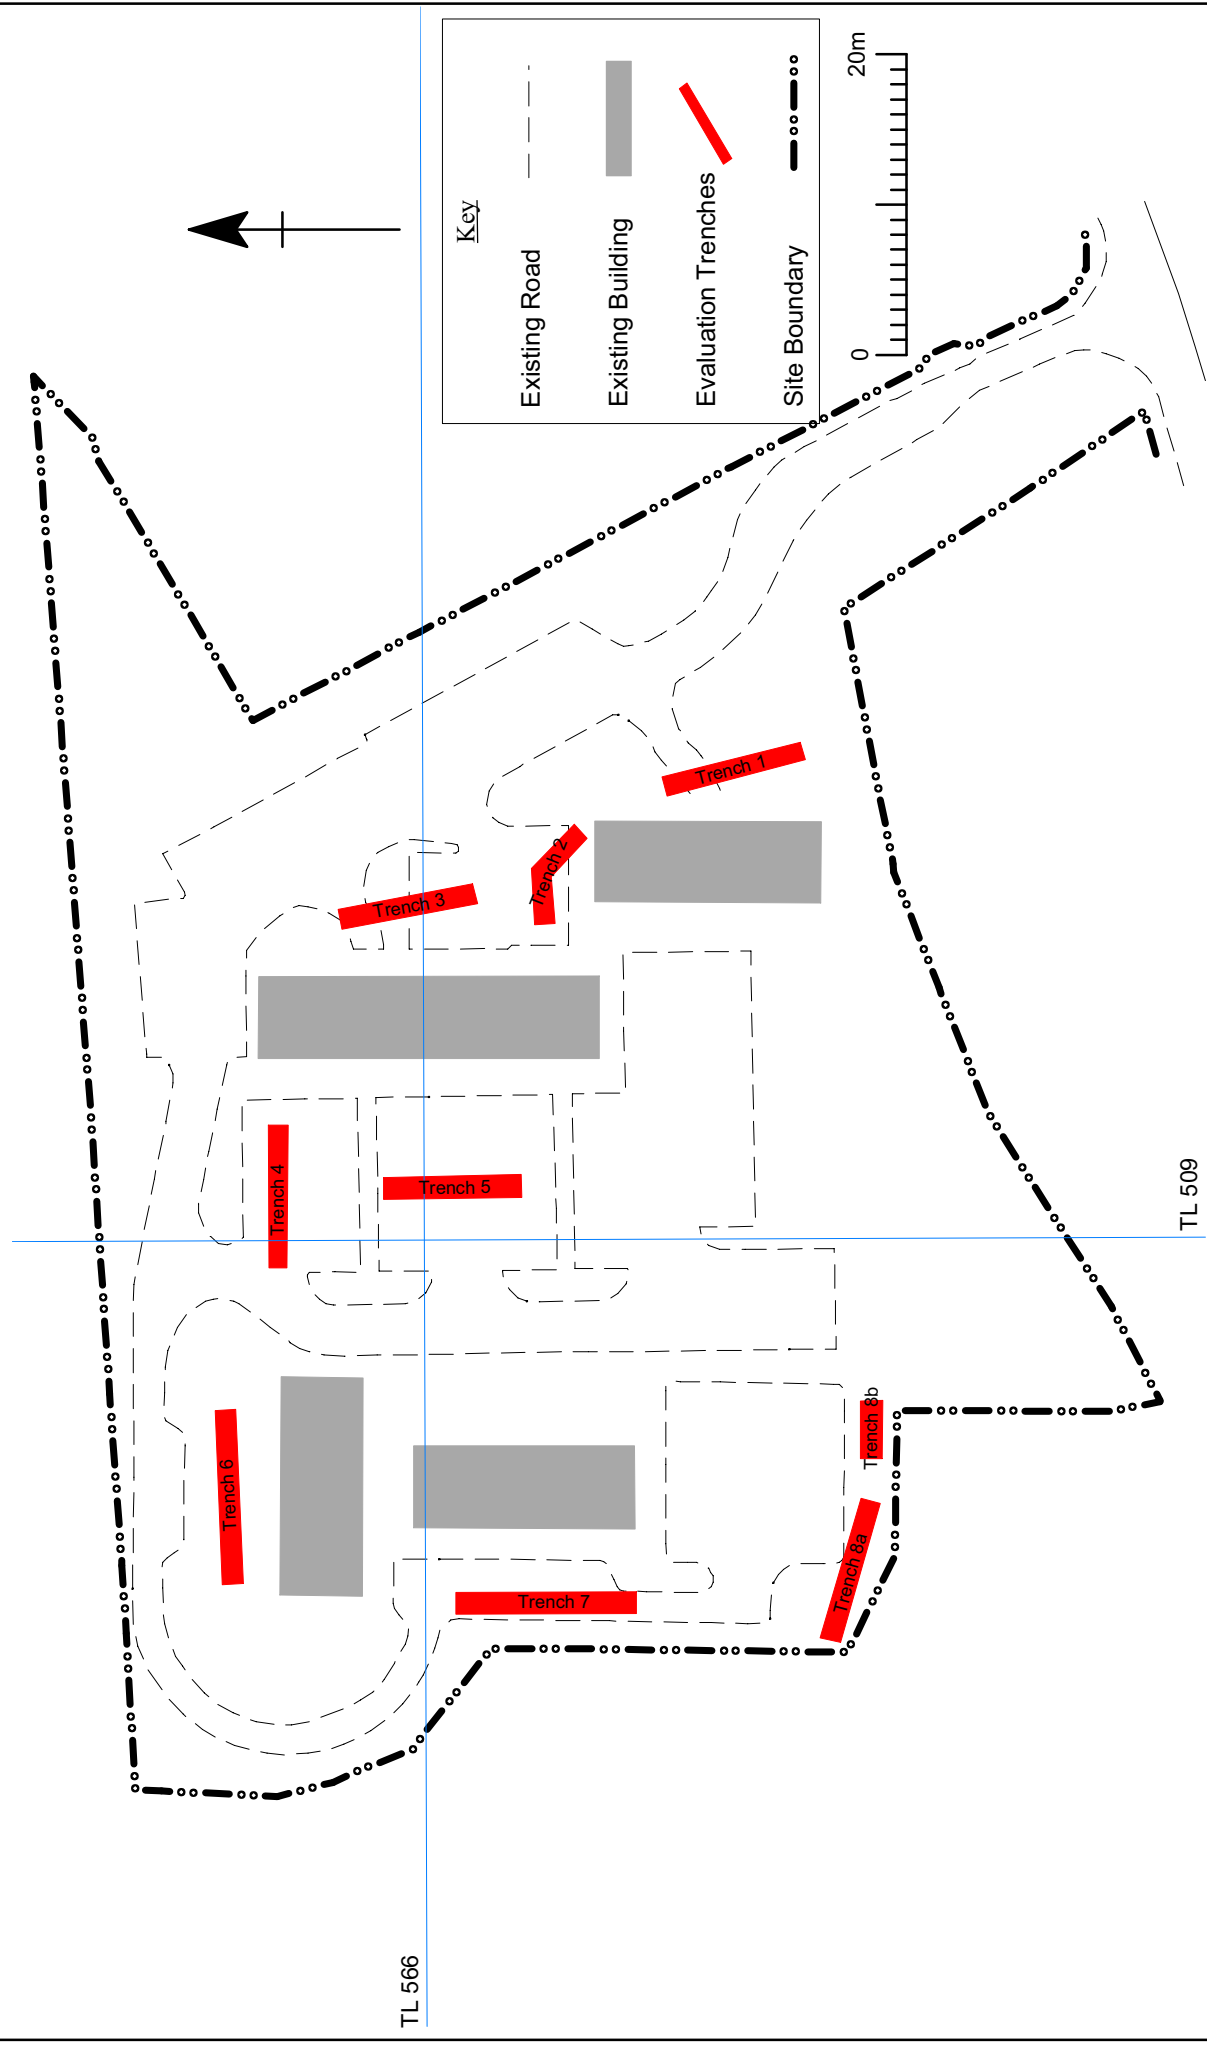 Key
Existing Road
Existing Building
Evaluation Trenches
Site Boundary
0
20m
Trench 1
Trench 2
Trench 3
Trench 4
Trench 5
Trench 6
Trench 7
Trench 8a
Trench 8b
TL 509
TL 566